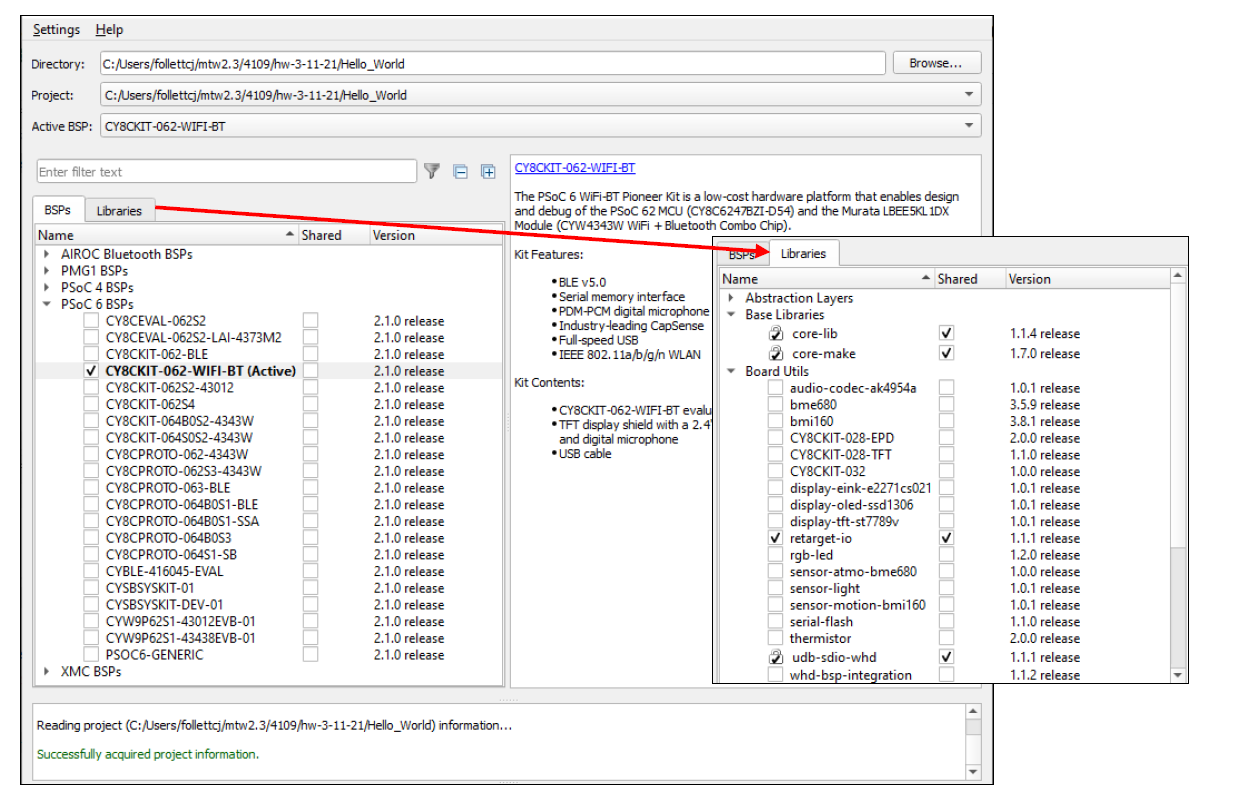 Settings Help
Directory: C:/Users/follettcj/mtw2.3/4109/hw-3-11-21/Hello_World Browse...
Project: C:/Users/follettcj/mtw2.3/4109/hw-3-11-21/Hello_World
Active BSP: CY8CKIT-062-WIFI-BT
Enter filter text
BSPs Libraries
Name Shared Version
AIROC Bluetooth BSPs
PMG1 BSPs
PSoC 4 BSPs
PSoC 6 BSPs
CY8CEVAL-062S2 2.1.0 release
CY8CEVAL-062S2-LAI-4373M2 2.1.0 release
CY8CKIT-062-BLE 2.1.0 release
CY8CKIT-062-WIFI-BT (Active) 2.1.0 release
CY8CKIT-062S2-43012 2.1.0 release
CY8CKIT-062S4 2.1.0 release
CY8CKIT-064B0S2-4343W 2.1.0 release
CY8CKIT-064S0S2-4343W 2.1.0 release
CY8CPROTO-062-4343W 2.1.0 release
CY8CPROTO-062S3-4343W 2.1.0 release
CY8CPROTO-063-BLE 2.1.0 release
CY8CPROTO-064B0S1-BLE 2.1.0 release
CY8CPROTO-064B0S1-SSA 2.1.0 release
CY8CPROTO-064B0S3 2.1.0 release
CY8CPROTO-064S1-SB 2.1.0 release
CYBLE-416045-EVAL 2.1.0 release
CYSBSYSKIT-01 2.1.0 release
CYSBSYSKIT-DEV-01 2.1.0 release
CYW9P62S1-43012EVB-01 2.1.0 release
CYW9P62S1-43438EVB-01 2.1.0 release
PSOC6-GENERIC 2.1.0 release
XMC BSPs
CY8CKIT-062-WIFI-BT
The PSoC 6 WiFi-BT Pioneer Kit is a low-cost hardware platform that enables design
and debug of the PSoC 62 MCU (CY8C6247BZI-D54) and the Murata LBEE5KL1DX
Module (CYW4343W WiFi + Bluetooth Combo Chip).
Kit Features:
•BLE v5.0
•Serial memory interface
•PDM-PCM digital microphone
•Industry-leading CapSense
•Full-speed USB
•IEEE 802.11a/b/g/n WLAN
Kit Contents:
•CY8CKIT-062-WIFI-BT evalu
•TFT display shield with a 2.4"
and digital microphone
•USB cable
BSPs Libraries
Name Shared Version
Abstraction Layers
Base Libraries
core-lib 1.1.4 release
core-make 1.7.0 release
Board Utils
audio-codec-ak4954a 1.0.1 release
bme680 3.5.9 release
bmi160 3.8.1 release
CY8CKIT-028-EPD 2.0.0 release
CY8CKIT-028-TFT 1.1.0 release
CY8CKIT-032 1.0.0 release
display-eink-e2271cs021 1.0.1 release
display-oled-ssd1306 1.0.1 release
display-tft-st7789v 1.0.1 release
retarget-io 1.1.1 release
rgb-led 1.2.0 release
sensor-atmo-bme680 1.0.0 release
sensor-light 1.0.1 release
sensor-motion-bmi160 1.0.1 release
serial-flash 1.1.0 release
thermistor 2.0.0 release
udb-sdio-whd 1.1.1 release
whd-bsp-integration 1.1.2 release
Reading project (C:/Users/follettcj/mtw2.3/4109/hw-3-11-21/Hello_World) information...
Successfully acquired project information.